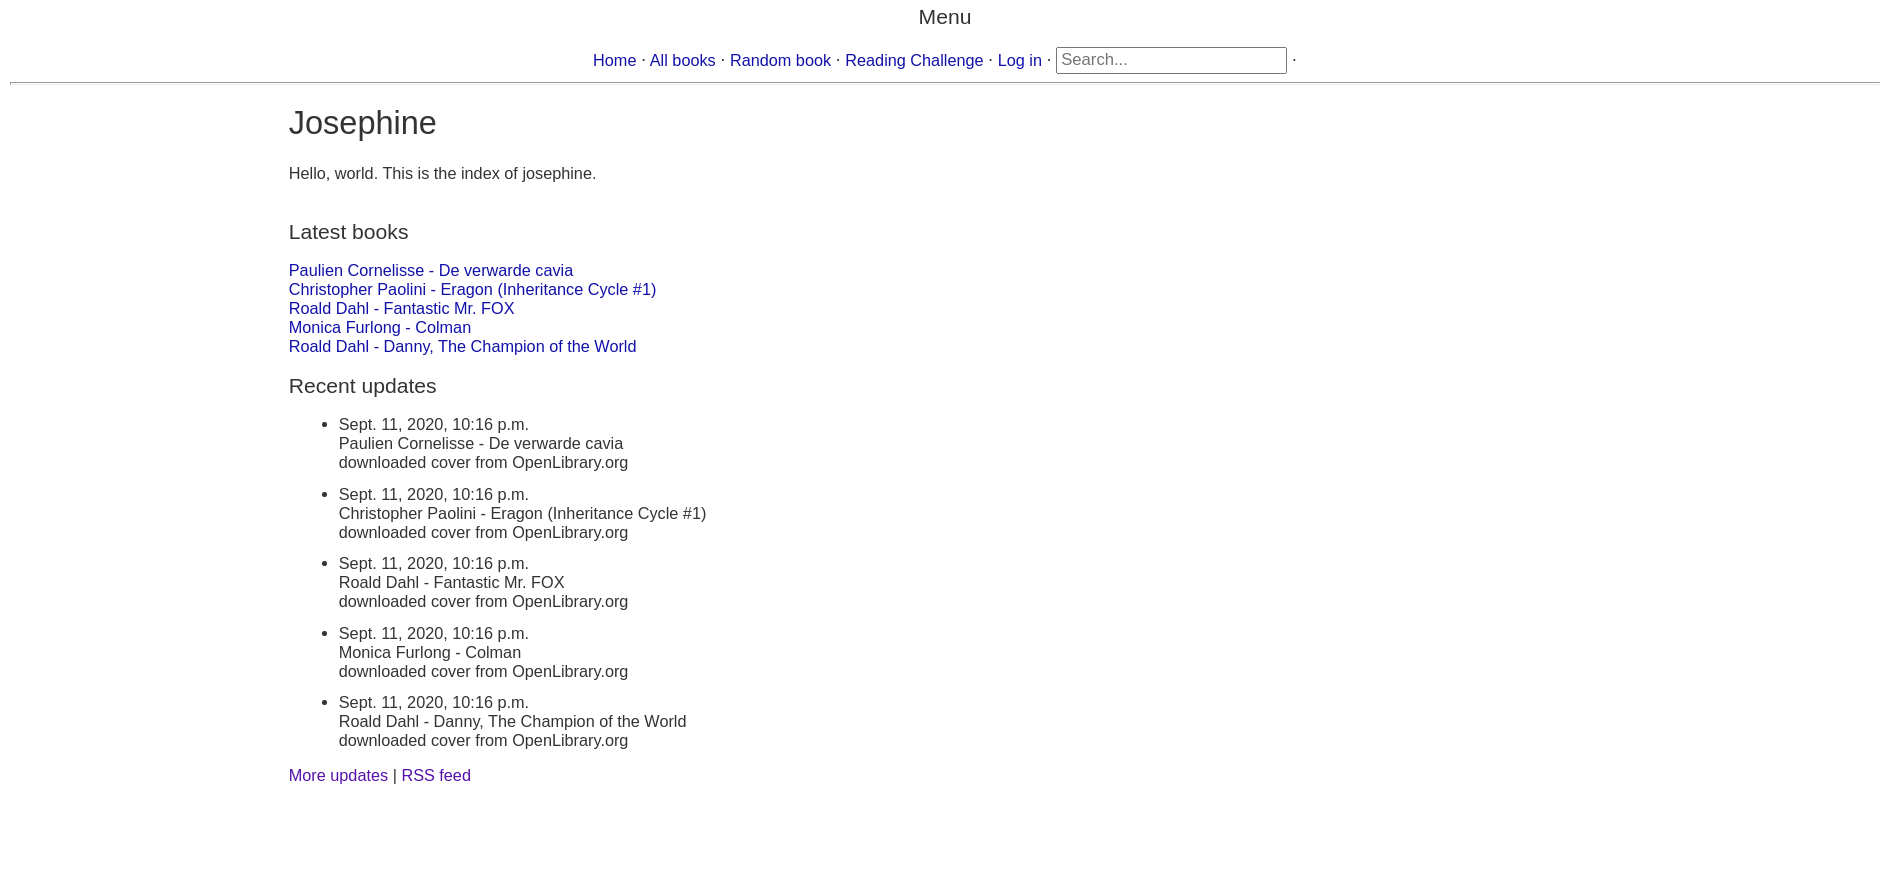 Menu
Home · All books · Random book · Reading Challenge · Log in · Search... ·
Josephine
Hello, world. This is the index of josephine.
Latest books
Paulien Cornelisse - De verwarde cavia
Christopher Paolini - Eragon (Inheritance Cycle #1)
Roald Dahl - Fantastic Mr. FOX
Monica Furlong - Colman
Roald Dahl - Danny, The Champion of the World
Recent updates
• Sept. 11, 2020, 10:16 p.m.
Paulien Cornelisse - De verwarde cavia
downloaded cover from OpenLibrary.org
• Sept. 11, 2020, 10:16 p.m.
Christopher Paolini - Eragon (Inheritance Cycle #1)
downloaded cover from OpenLibrary.org
• Sept. 11, 2020, 10:16 p.m.
Roald Dahl - Fantastic Mr. FOX
downloaded cover from OpenLibrary.org
• Sept. 11, 2020, 10:16 p.m.
Monica Furlong - Colman
downloaded cover from OpenLibrary.org
• Sept. 11, 2020, 10:16 p.m.
Roald Dahl - Danny, The Champion of the World
downloaded cover from OpenLibrary.org
More updates | RSS feed